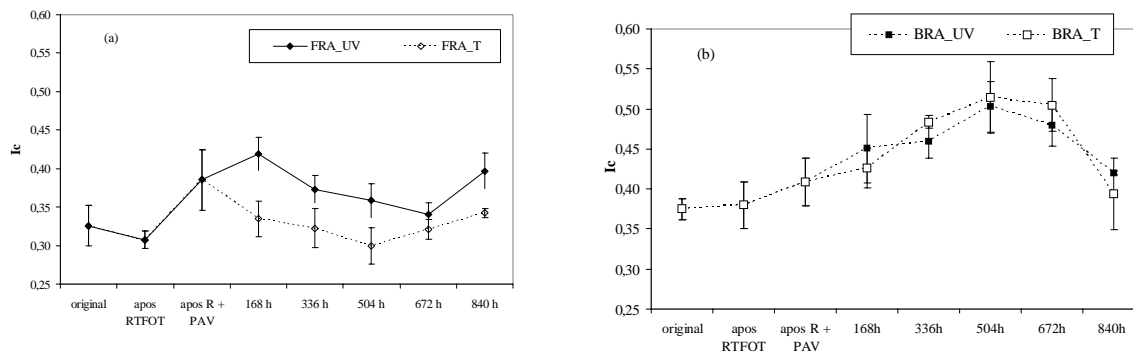 (a)
FRA_UV FRA_T
Ic
0,60
0,55
0,50
0,45
0,40
0,35
0,30
0,25
original apos RTFOT apos R + PAV 168 h 336 h 504 h 672 h 840 h
(b)
BRA_UV BRA_T
Ic
0,60
0,55
0,50
0,45
0,40
0,35
0,30
0,25
original apos RTFOT apos R + PAV 168h 336h 504h 672h 840h